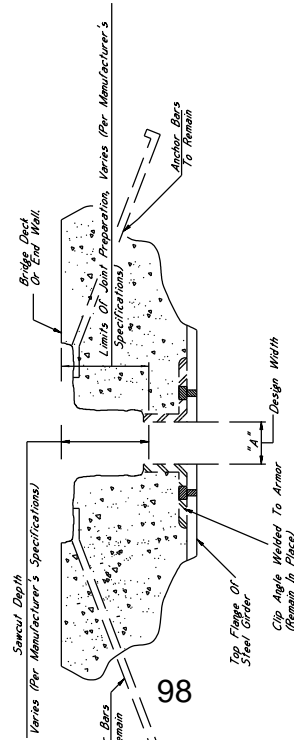 Sawcut Depth
Varies (Per Manufacturer's Specifications)
Bridge Deck
Or End Wall.
Limits Of Joint Preparation, Varies (Per Manufacturer's
Specifications)
Anchor Bars
To Remain
"A"
Design Width
Top Flange Of
Steel Girder
Clip Angle Welded To Armor
(Remain In Place)
Bars
98